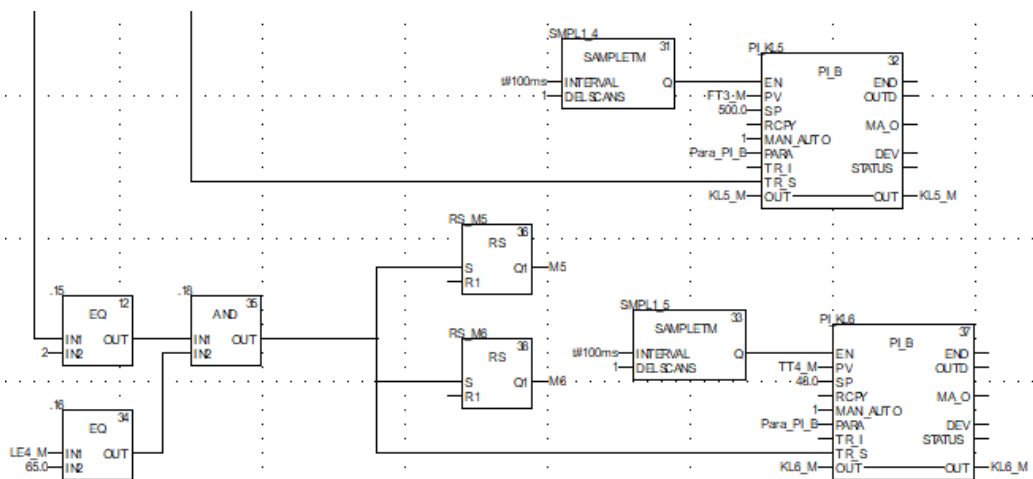 SMPL1_4
31
SAMPLETM
t#100ms INTERVAL Q
1 DELSCANS
PI_KL5
32
PI_B
EN END
FT3_M PV OUTD
500.0 SP
RCPY MA_O
1 MAN_AUTO
Para_PI_B PARA DEV
TR_I STATUS
TR_S
KL5_M OUT OUT KL5_M
RS_M5
36
RS
S Q1 M5
R1
.15
12
EQ
IN1 OUT
2 IN2
.18
35
AND
IN1 OUT
IN2
RS_M6
38
RS
S Q1 M6
R1
SMPL1_5
33
SAMPLETM
t#100ms INTERVAL Q
1 DELSCANS
PI_KL6
37
PI_B
EN END
TT4_M PV OUTD
48.0 SP
RCPY MA_O
1 MAN_AUTO
Para_PI_B PARA DEV
TR_I STATUS
TR_S
KL6_M OUT OUT KL6_M
.16
34
EQ
LE4_M IN1 OUT
65.0 IN2